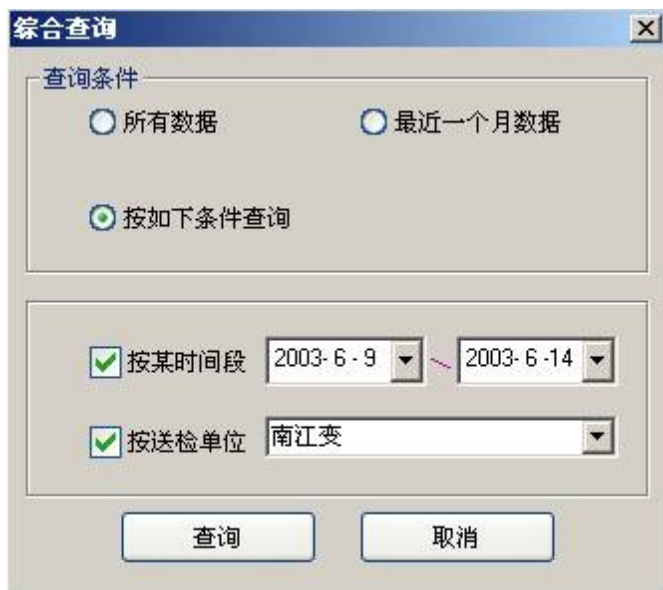 综合查询
查询条件
所有数据 最近一个月数据
按如下条件查询
按某时间段 2003- 6 - 9 ~ 2003- 6 -14
按送检单位 南江变
查询 取消